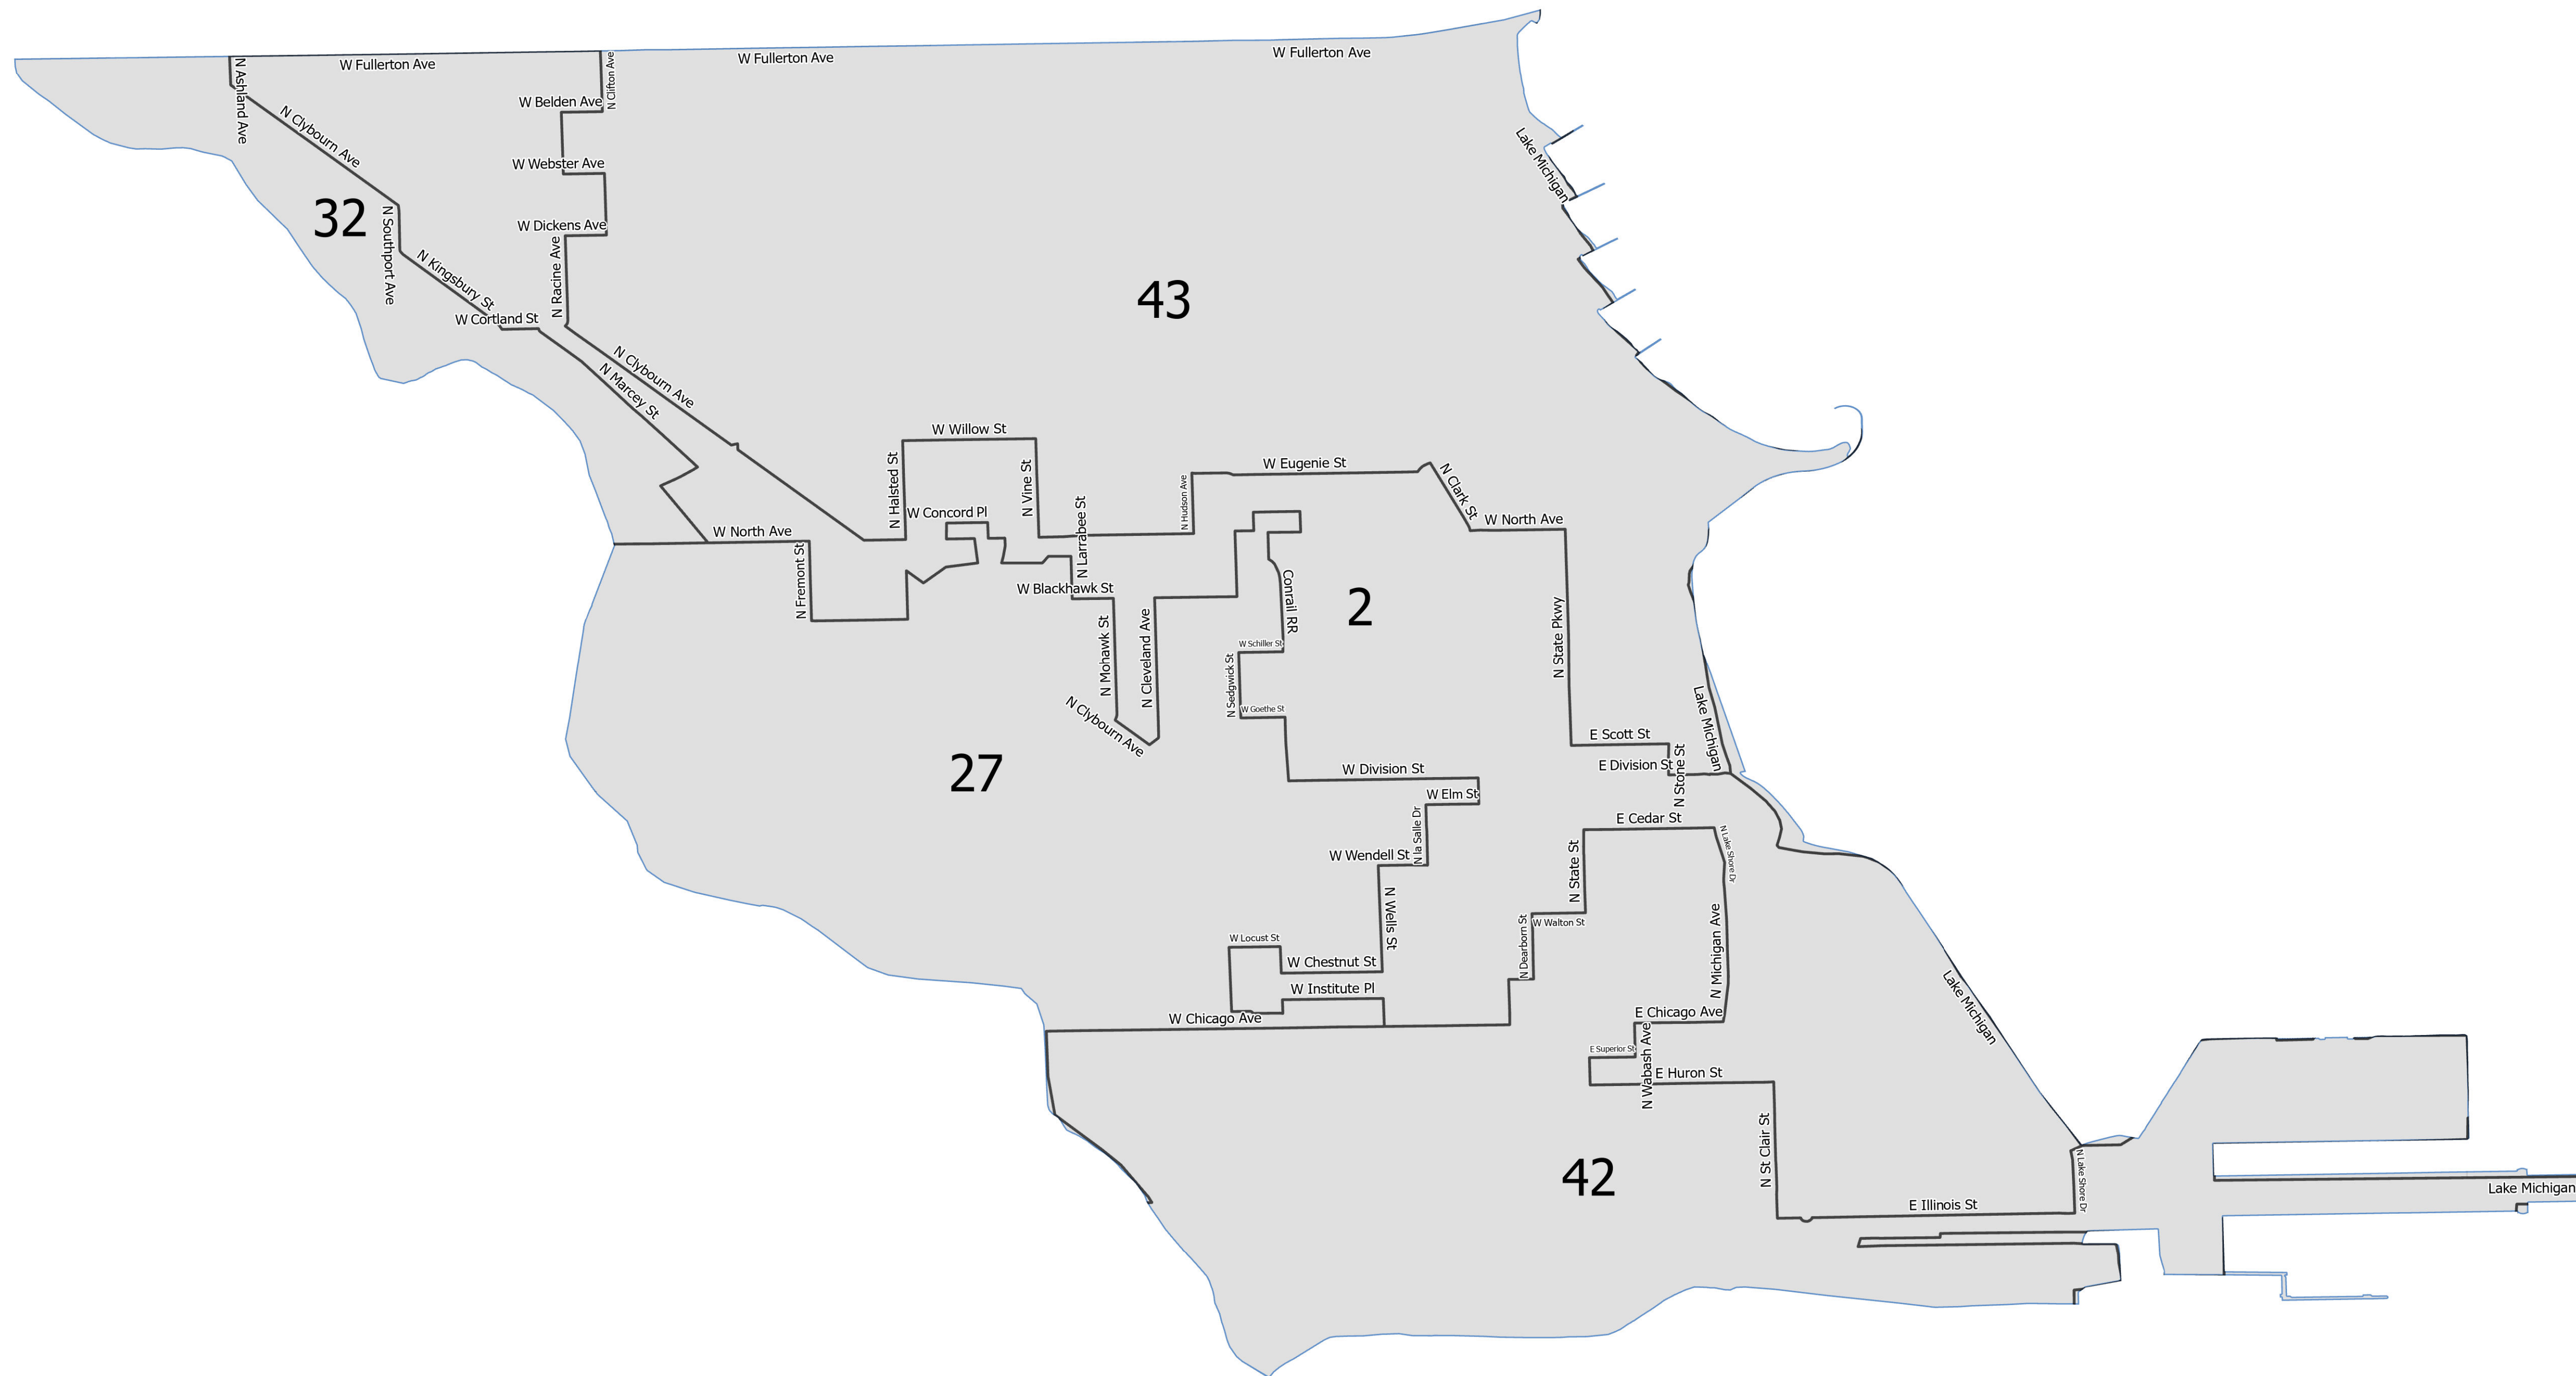 W Fullerton Ave
W Fullerton Ave
W Fullerton Ave
N Ashland Ave
N Clifton Ave
W Belden Ave
N Clybourn Ave
Lake Michigan
W Webster Ave
32
N Southport Ave
W Dickens Ave
N Racine Ave
N Kingsbury St
43
W Cortland St
N Clybourn Ave
N Marcey St
W Willow St
N Halsted St
N Vine St
W Eugenie St
N Clark St
N Hudson Ave
W Concord Pl
N Larrabee St
W North Ave
W North Ave
N Fremont St
W Blackhawk St
Conrail RR
2
N Mohawk St
N Cleveland Ave
N State Pkwy
W Schiller St
N Sedgwick St
W Goethe St
N Clybourn Ave
Lake Michigan
E Scott St
E Division St
N Stone St
27
W Division St
W Elm St
N la Salle Dr
E Cedar St
N Lake Shore Dr
W Wendell St
N State St
N Wells St
W Walton St
N Dearborn St
N Michigan Ave
W Locust St
W Chestnut St
W Institute Pl
Lake Michigan
W Chicago Ave
E Chicago Ave
E Superior St
N Wabash Ave
E Huron St
N St Clair St
42
N Lake Shore Dr
E Illinois St
Lake Michigan